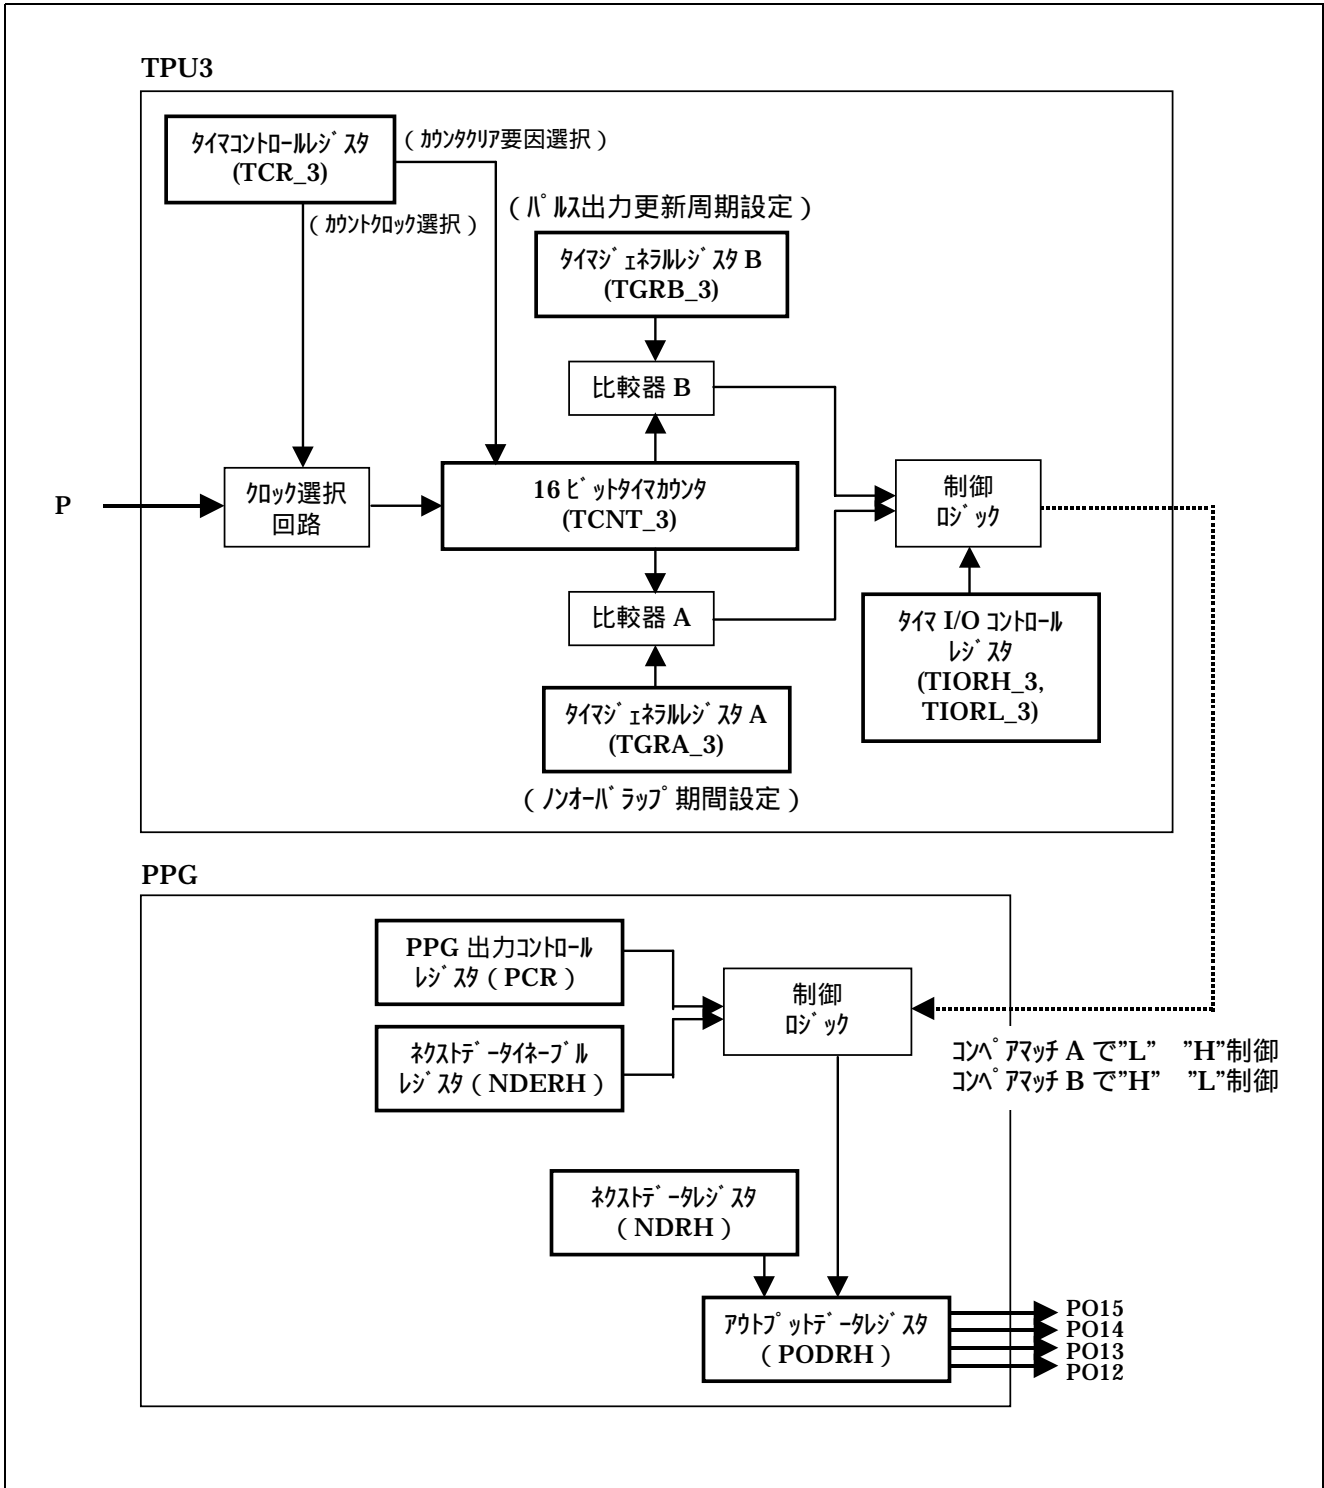 TPU3
タイマコントロールレジスタ
(TCR_3)
(カウンタクリア要因選択)
(カウントクロック選択)
(パルス出力更新周期設定)
タイマジェネラルレジスタ B
(TGRB_3)
比較器 B
P
クロック選択
回路
16 ビットタイマカウンタ
(TCNT_3)
制御
ロジック
比較器 A
タイマ I/O コントロール
レジスタ
(TIORH_3,
TIORL_3)
タイマジェネラルレジスタ A
(TGRA_3)
(ノンオーバラップ期間設定)
PPG
PPG 出力コントロール
レジスタ(PCR)
制御
ロジック
ネクストデータイネーブル
レジスタ(NDERH)
コンペアマッチ A で”L” ”H”制御
コンペアマッチ B で”H” ”L”制御
ネクストデータレジスタ
(NDRH)
アウトプットデータレジスタ
(PODRH)
PO15
PO14
PO13
PO12